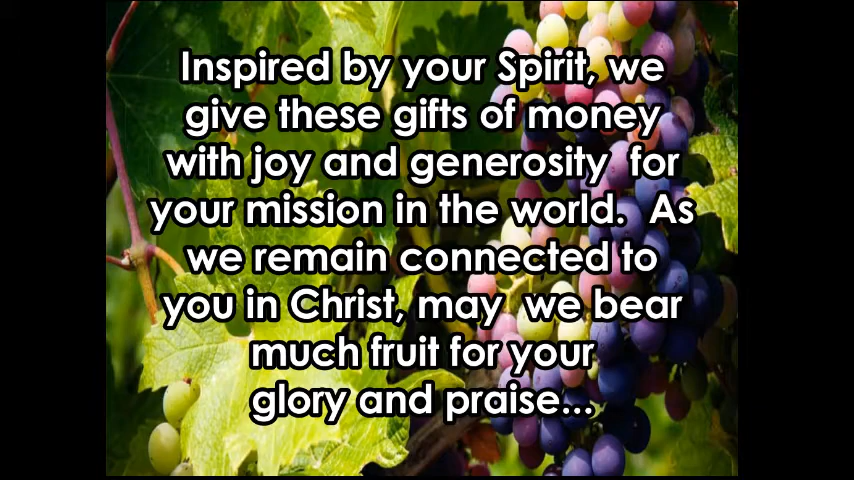 Inspired by your Spirit, we
give these gifts of money
with joy and generosity  for
your mission in the world.  As
we remain connected to
you in Christ, may  we bear
much fruit for your
glory and praise...